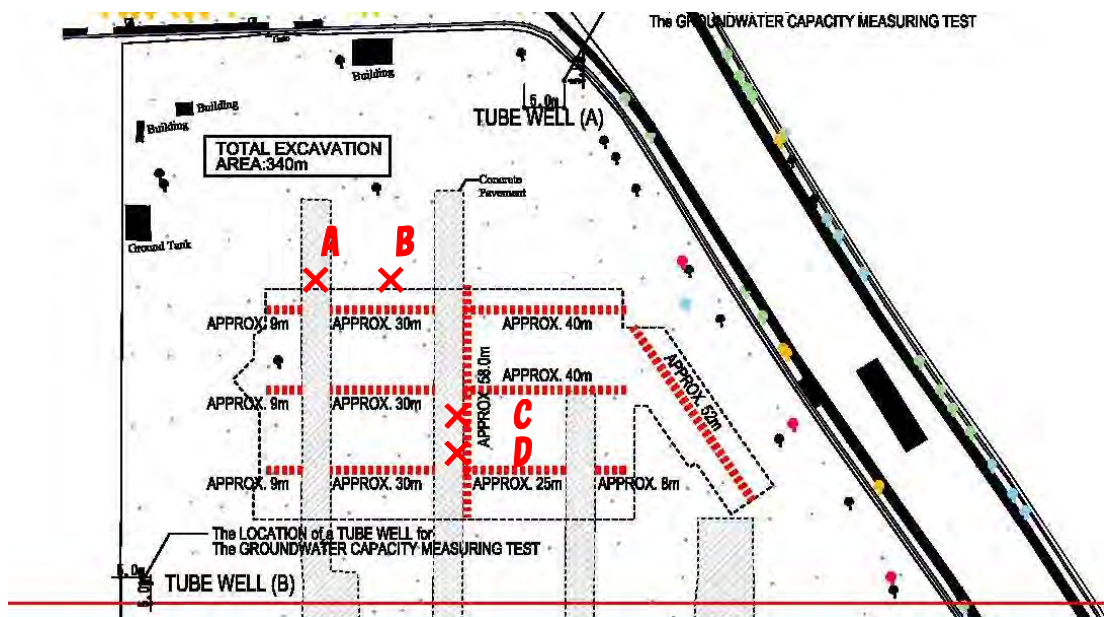 The GROUNDWATER CAPACITY MEASURING TEST
Gate
Building
Building
Building
5.0m
TUBE WELL (A)
TOTAL EXCAVATION
AREA:340m
Concrete
Pavement
Ground Tank
A
B
APPROX. 9m
APPROX. 30m
APPROX. 40m
APPROX. 58.0m
APPROX. 52m
APPROX. 40m
APPROX. 9m
APPROX. 30m
C
D
APPROX. 9m
APPROX. 30m
APPROX. 25m
APPROX. 8m
The LOCATION of a TUBE WELL for
The GROUNDWATER CAPACITY MEASURING TEST
5.0m
5.0m
TUBE WELL (B)